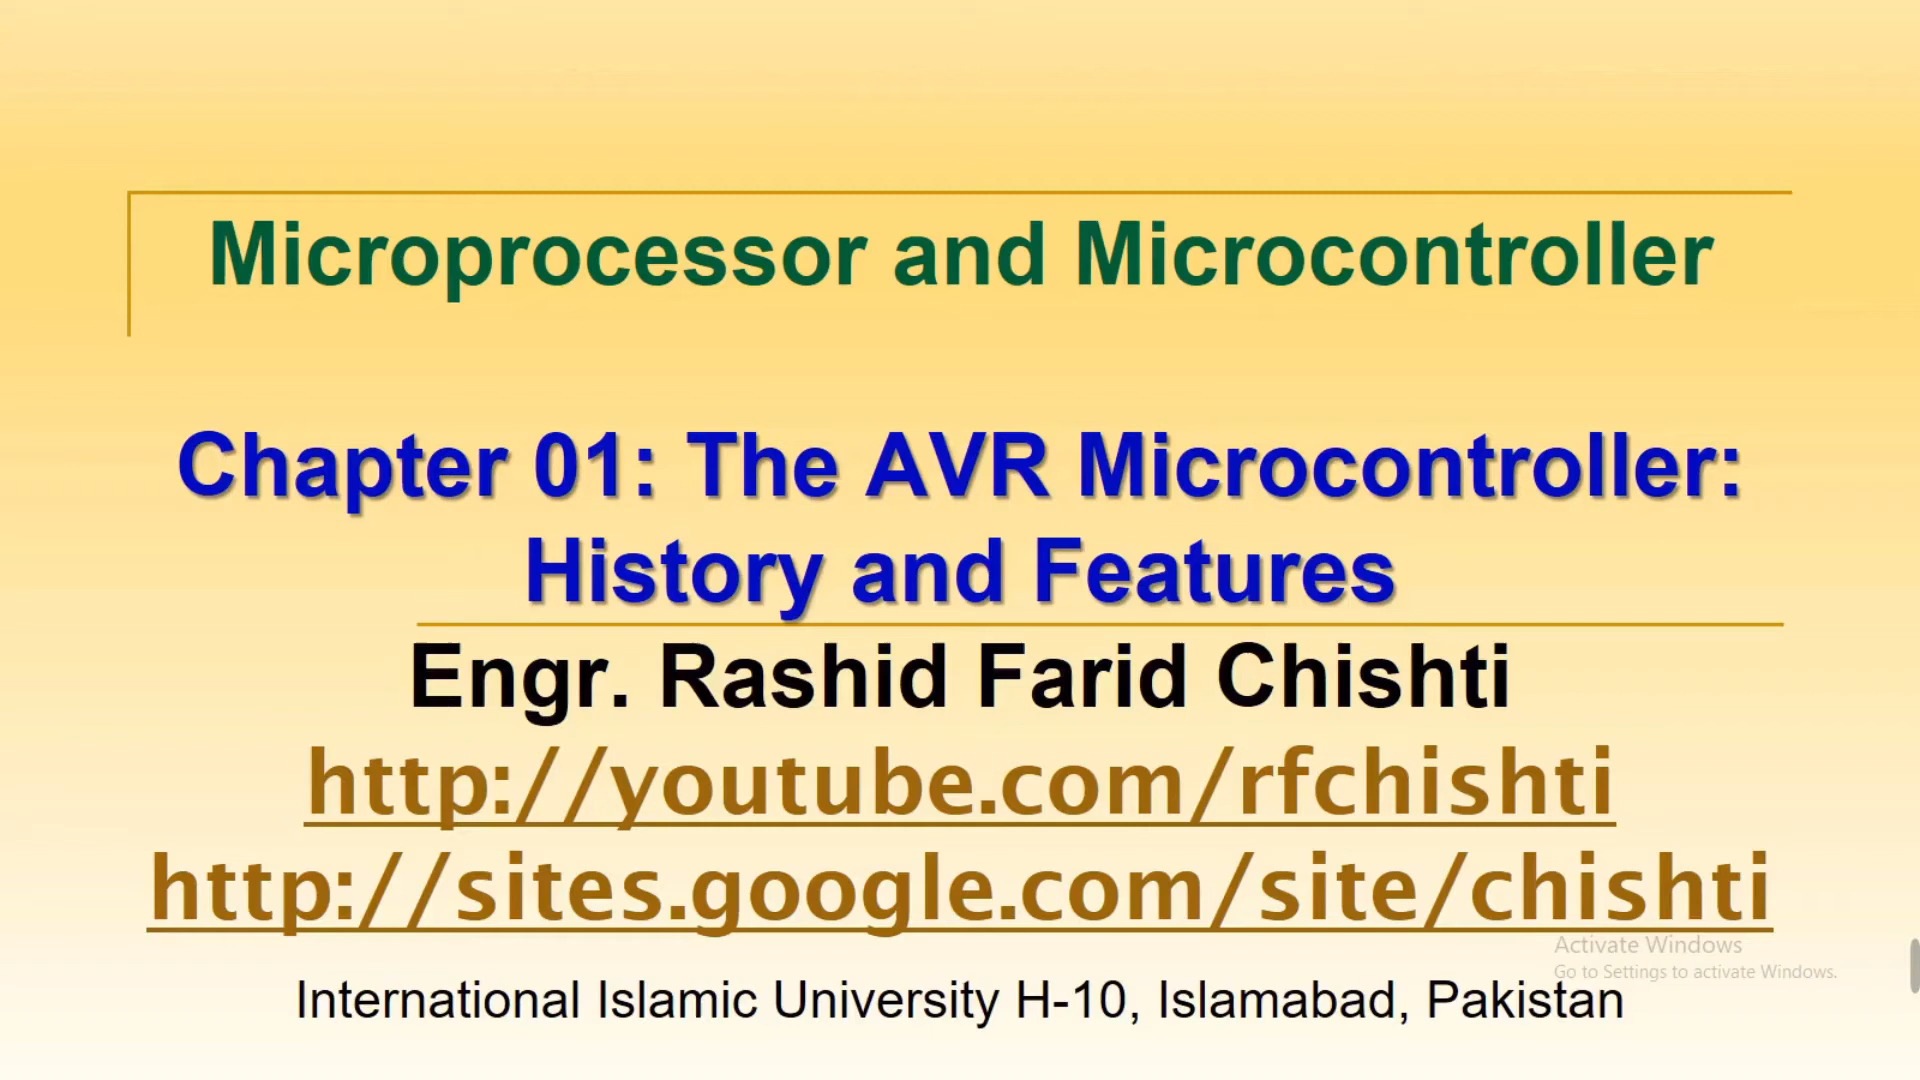 Microprocessor and Microcontroller
Chapter 01: The AVR Microcontroller:
History and Features
Engr. Rashid Farid Chishti
http://youtube.com/rfchishti
http://sites.google.com/site/chishti
Activate Windows
Go to Settings to activate Windows.
International Islamic University H-10, Islamabad, Pakistan